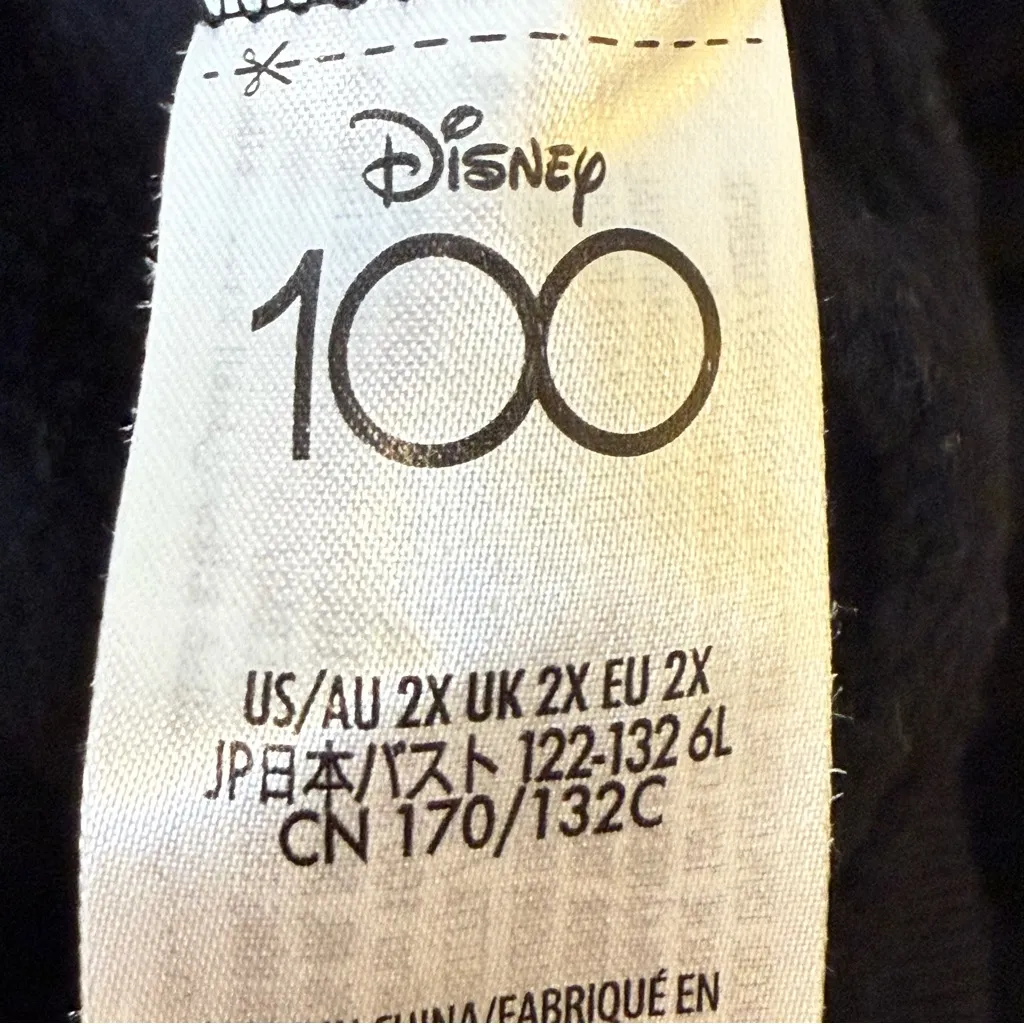 Disney
100
US/AU 2X UK 2X EU 2X
JP日本/バスト 122-132 6L
CN 170/132C
CHINA/FABRIQUÉ EN